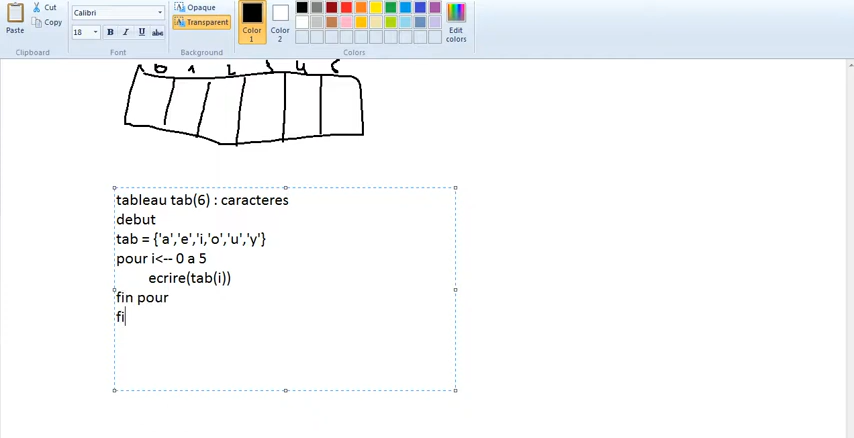 Paste
Cut
Copy
Clipboard
Calibri
18
B I U abc
Font
Opaque
Transparent
Background
Color 1
Color 2
Edit colors
Colors
0 1 2 3 4 5
tableau tab(6) : caracteres
debut
tab = {'a','e','i,'o','u','y'}
pour i<-- 0 a 5
ecrire(tab(i))
fin pour
fi